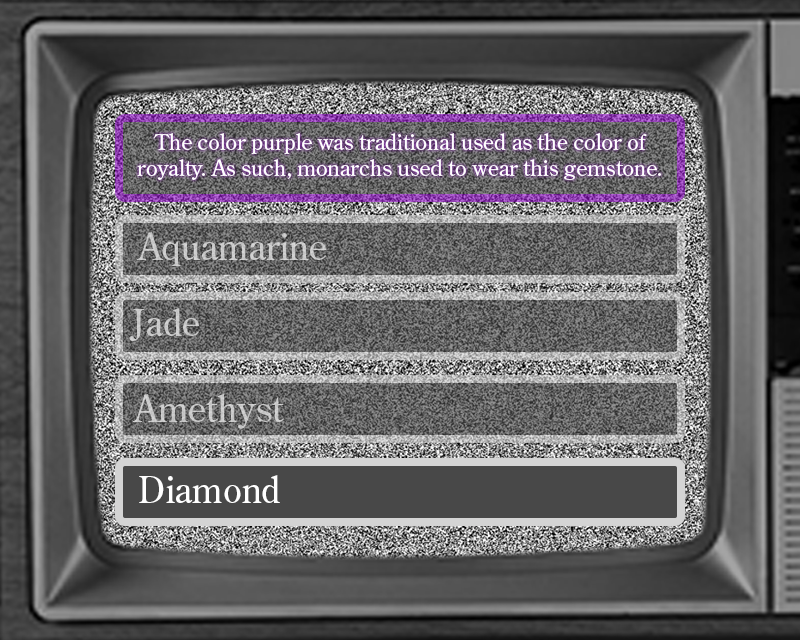 The color purple was traditional used as the color of
royalty. As such, monarchs used to wear this gemstone.
Aquamarine
Jade
Amethyst
Diamond